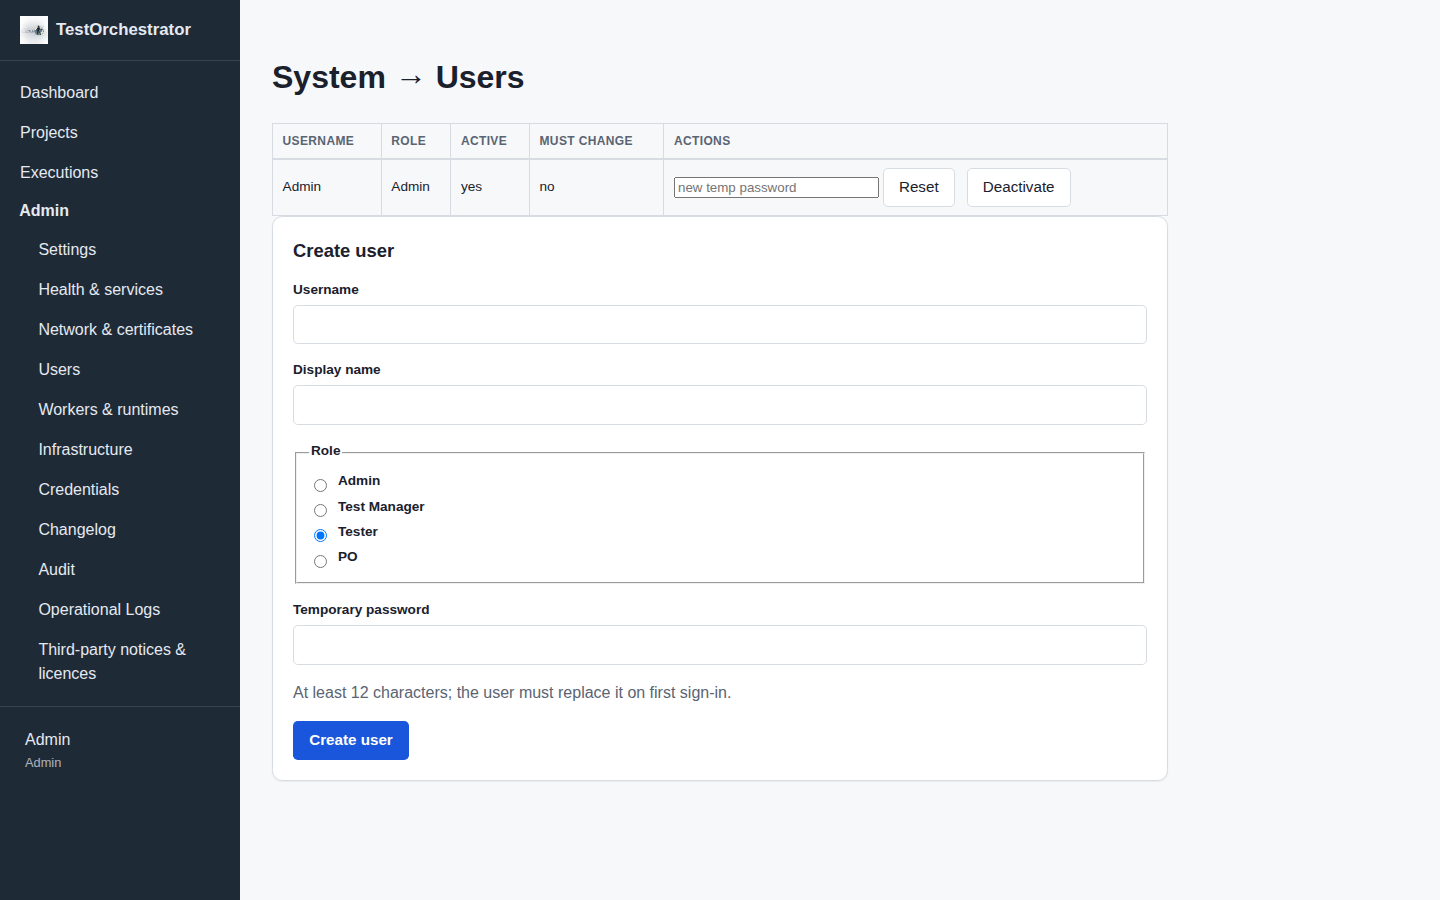 TestOrchestrator
Dashboard
Projects
Executions
Admin
Settings
Health & services
Network & certificates
Users
Workers & runtimes
Infrastructure
Credentials
Changelog
Audit
Operational Logs
Third-party notices &
licences
Admin
Admin
System → Users
USERNAME ROLE ACTIVE MUST CHANGE ACTIONS
Admin Admin yes no new temp password Reset Deactivate
Create user
Username
Display name
Role
Admin
Test Manager
Tester
PO
Temporary password
At least 12 characters; the user must replace it on first sign-in.
Create user